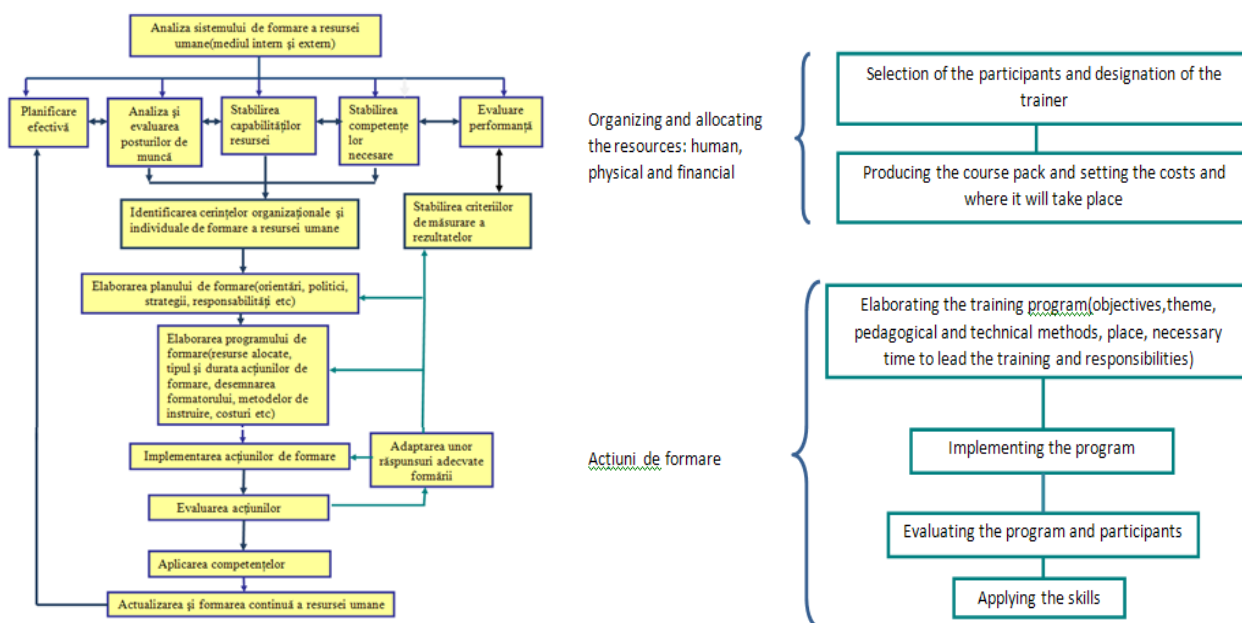 Analiza sistemului de formare a resursei
umane(mediul intern și extern)
Planificare
efectivă
Analiza și
evaluarea
posturilor de
muncă
Stabilirea
capabilităților
resursei
Stabilirea
competențe
lor
necesare
Evaluare
performanță
Identificarea cerințelor organizaționale și
individuale de formare a resursei umane
Stabilirea criteriilor
de măsurare a
rezultatelor
Elaborarea planului de formare(orientări, politici,
strategii, responsabilități etc)
Elaborarea programului de
formare(resurse alocate,
tipul și durata acțiunilor de
formare, desemnarea
formatorului, metodelor de
instruire, costuri etc)
Implementarea acțiunilor de formare
Adaptarea unor
răspunsuri adecvate
formării
Evaluarea acțiunilor
Aplicarea competențelor
Actualizarea și formarea continuă a resursei umane
Organizing and allocating
the resources: human,
physical and financial
Selection of the participants and designation of the
trainer
Producing the course pack and setting the costs and
where it will take place
Acțiuni de formare
Elaborating the training program(objectives,theme,
pedagogical and technical methods, place, necessary
time to lead the training and responsibilities)
Implementing the program
Evaluating the program and participants
Applying the skills